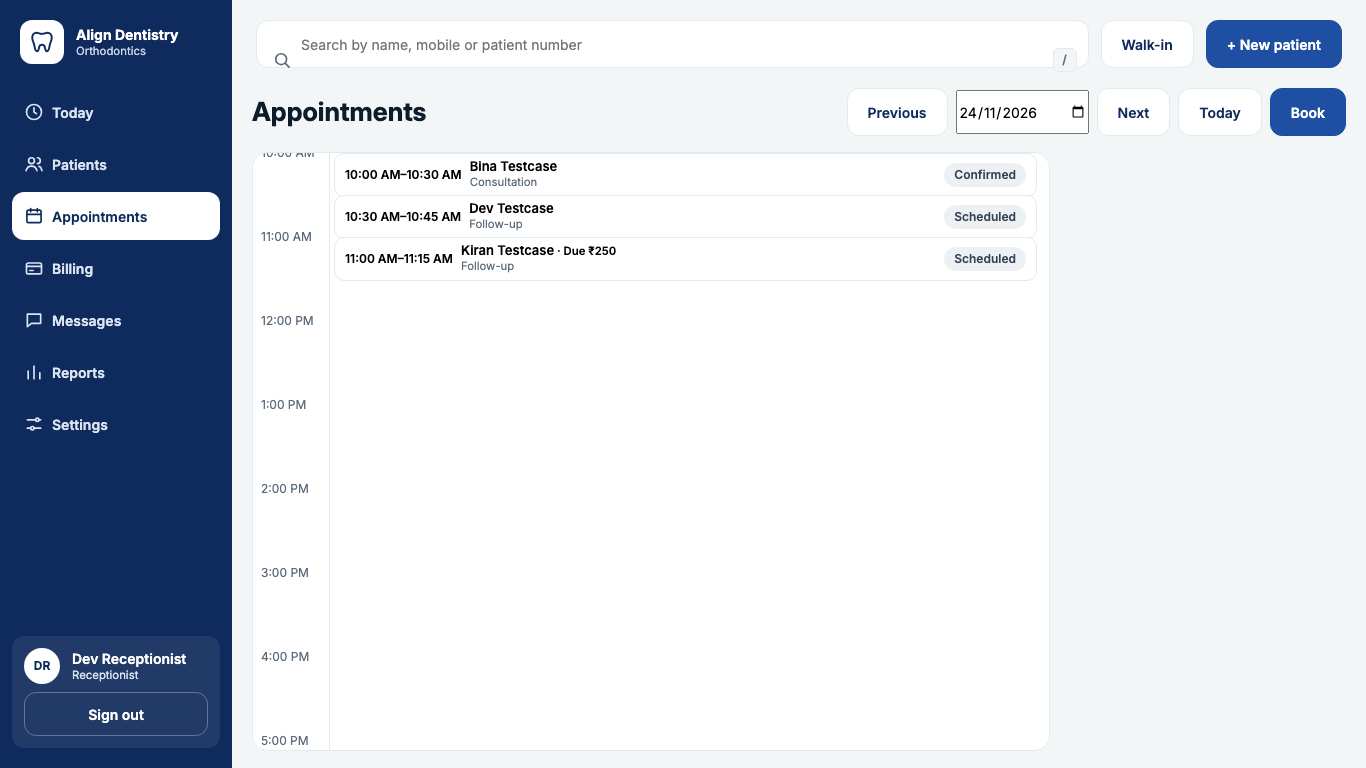 Align Dentistry
Orthodontics
Today
Patients
Appointments
Billing
Messages
Reports
Settings
DR
Dev Receptionist
Receptionist
Sign out
Search by name, mobile or patient number
/
Walk-in
+ New patient
Appointments
Previous
24/11/2026
Next
Today
Book
10:00 AM
10:00 AM–10:30 AM Bina Testcase
Consultation
Confirmed
10:30 AM–10:45 AM Dev Testcase
Follow-up
Scheduled
11:00 AM
11:00 AM–11:15 AM Kiran Testcase · Due ₹250
Follow-up
Scheduled
12:00 PM
1:00 PM
2:00 PM
3:00 PM
4:00 PM
5:00 PM